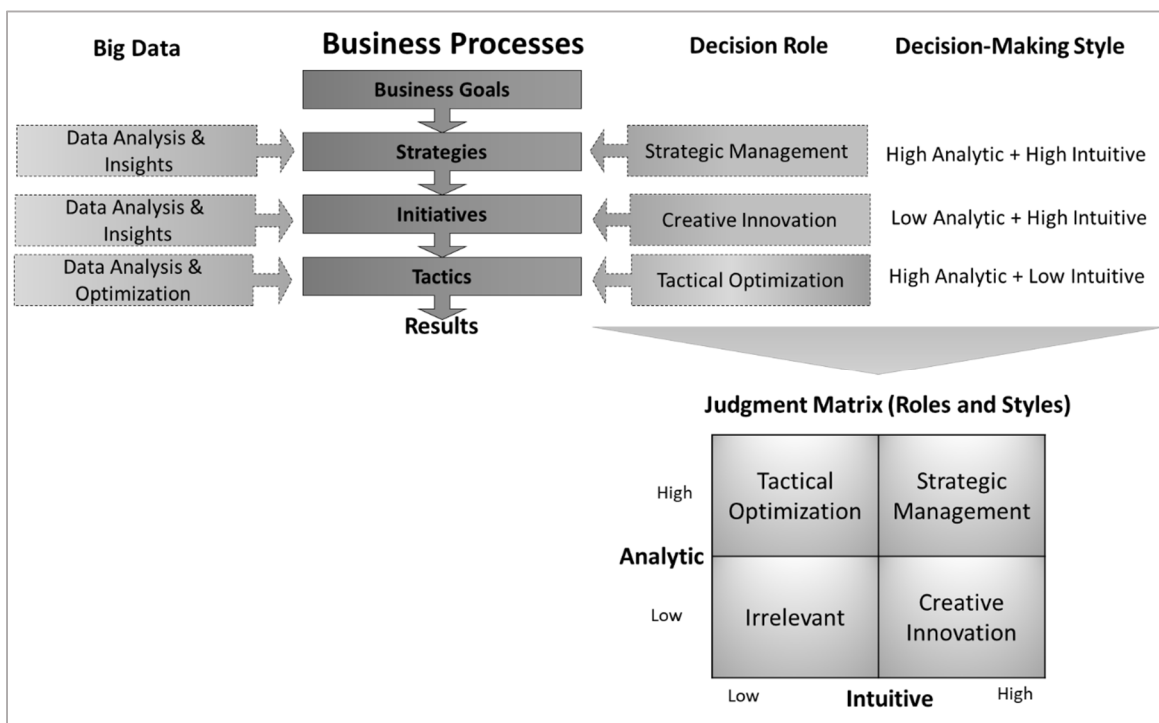 Big Data
Business Processes
Decision Role
Decision-Making Style
Business Goals
Data Analysis &
Insights
Strategies
Strategic Management
High Analytic + High Intuitive
Data Analysis &
Insights
Initiatives
Creative Innovation
Low Analytic + High Intuitive
Data Analysis &
Optimization
Tactics
Tactical Optimization
High Analytic + Low Intuitive
Results
Judgment Matrix (Roles and Styles)
High
Tactical
Optimization
Strategic
Management
Analytic
Low
Irrelevant
Creative
Innovation
Low
Intuitive
High